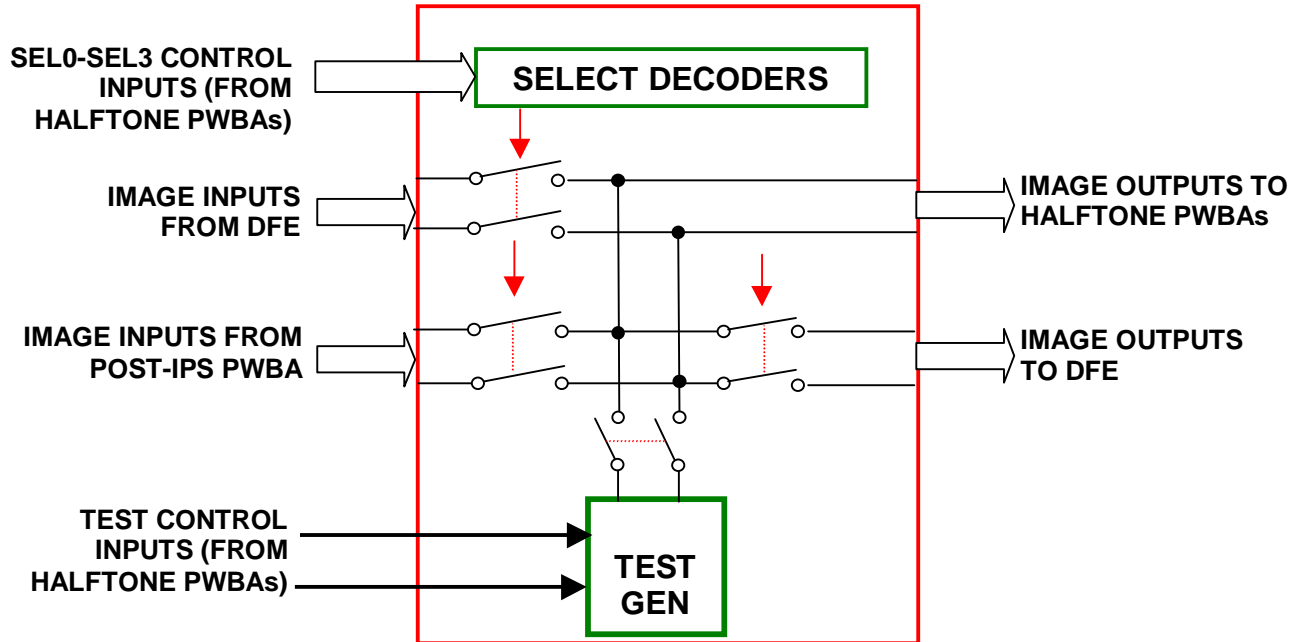 SEL0-SEL3 CONTROL
INPUTS (FROM
HALFTONE PWBAs)
SELECT DECODERS
IMAGE INPUTS
FROM DFE
IMAGE OUTPUTS TO
HALFTONE PWBAs
IMAGE INPUTS FROM
POST-IPS PWBA
IMAGE OUTPUTS
TO DFE
TEST CONTROL
INPUTS (FROM
HALFTONE PWBAs)
TEST
GEN